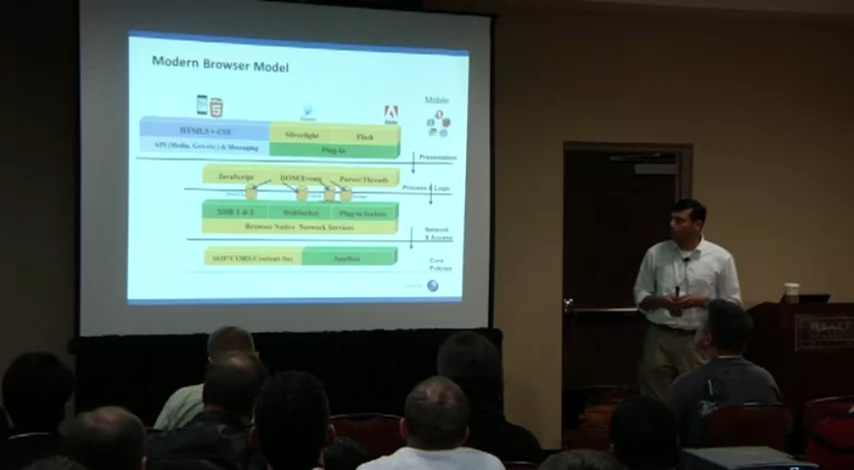 Modern Browser Model
Mobile
HTML5 + CSS
Silverlight Flash
API (Media, Geo etc.) & Messaging
Plug-In
Presentation
JavaScript DOM/Events Parser/Threads
Process & Logic
XHR 1 & 2 WebSocket Plug-in Sockets
Browser Native Network Services
Network
& Access
SOP/CORS/Content-Sec Sandbox
Core
Policies
HYATT